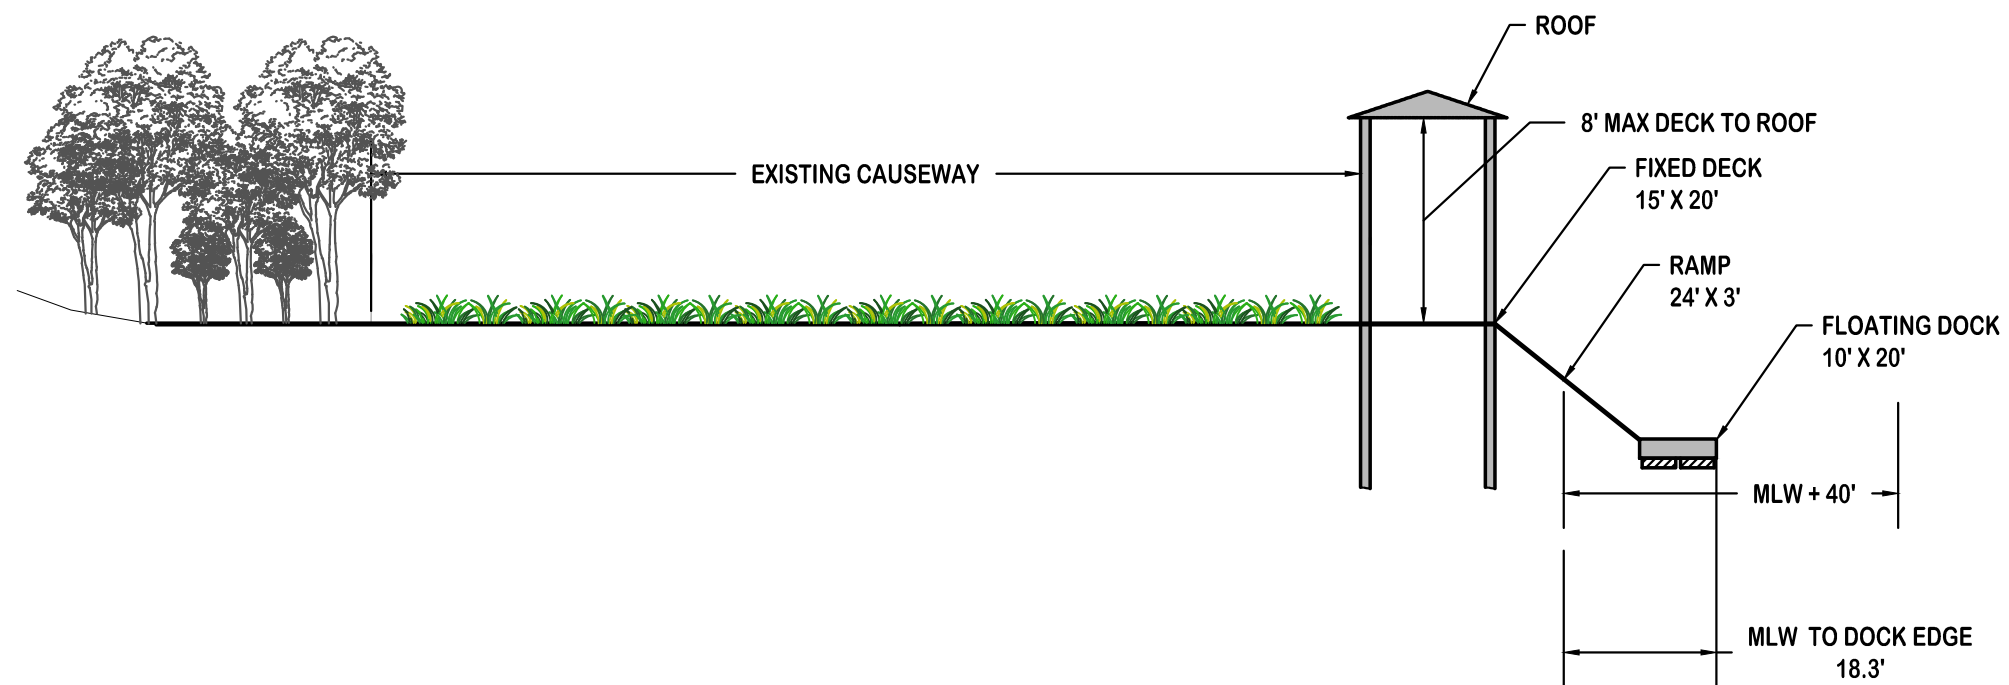 ROOF
8' MAX DECK TO ROOF
EXISTING CAUSEWAY
FIXED DECK
15' X 20'
RAMP
24' X 3'
FLOATING DOCK
10' X 20'
MLW + 40'
MLW TO DOCK EDGE
18.3'